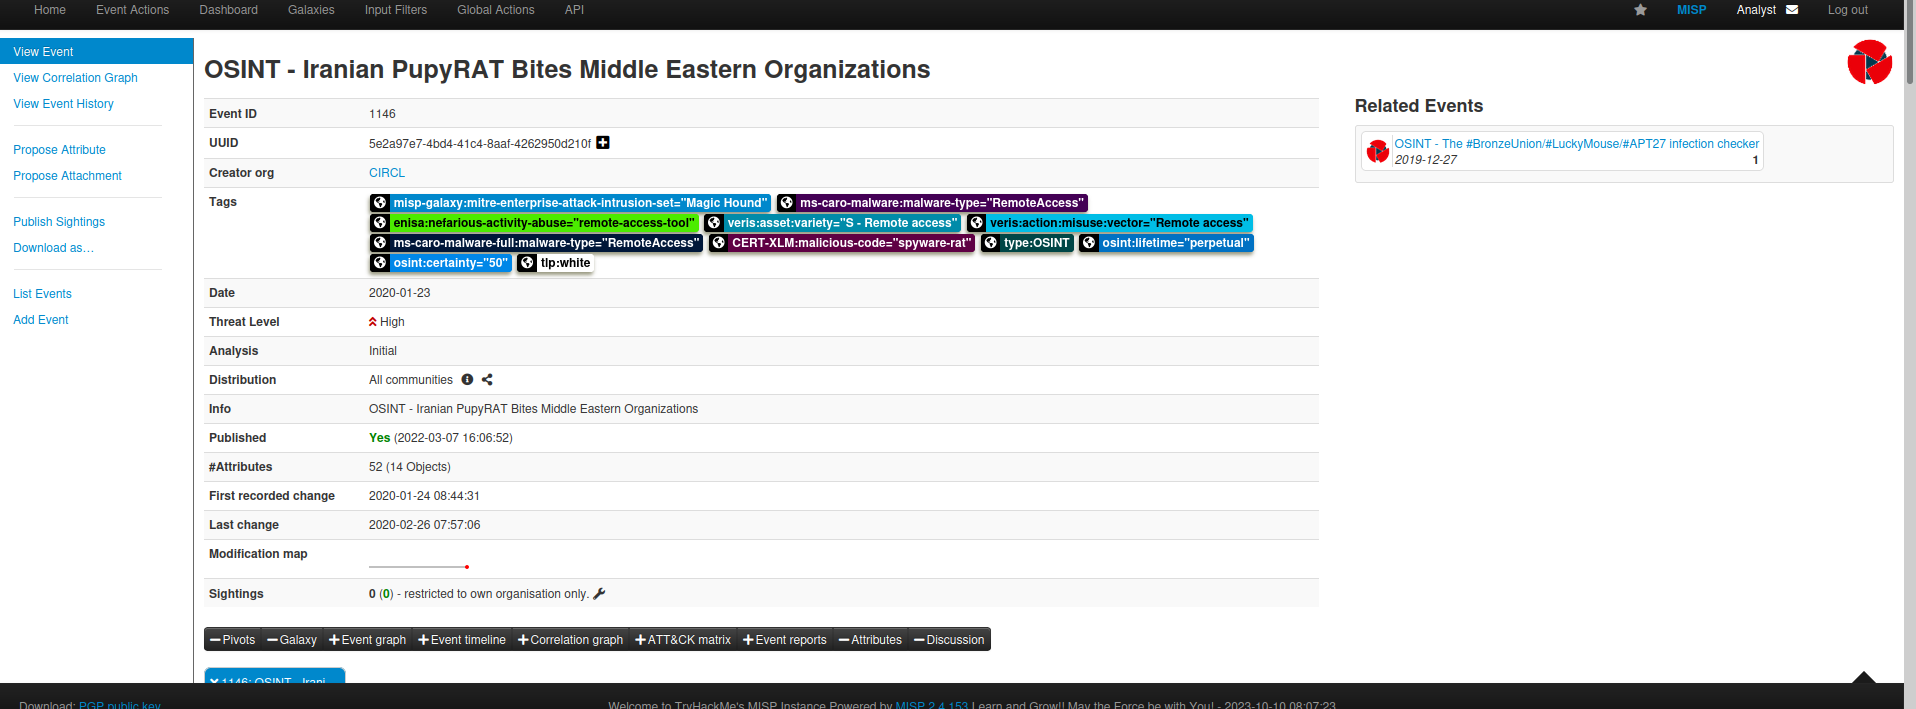 Home Event Actions Dashboard Galaxies Input Filters Global Actions API MISP Analyst Log out
View Event
View Correlation Graph
View Event History
Propose Attribute
Propose Attachment
Publish Sightings
Download as…
List Events
Add Event
OSINT - Iranian PupyRAT Bites Middle Eastern Organizations
Event ID 1146
UUID 5e2a97e7-4bd4-41c4-8aaf-4262950d210f
Creator org CIRCL
Tags misp-galaxy:mitre-enterprise-attack-intrusion-set="Magic Hound" ms-caro-malware:malware-type="RemoteAccess"
enisa:nefarious-activity-abuse="remote-access-tool" veris:asset:variety="S - Remote access" veris:action:misuse:vector="Remote access"
ms-caro-malware-full:malware-type="RemoteAccess" CERT-XLM:malicious-code="spyware-rat" type:OSINT osint:lifetime="perpetual"
osint:certainty="50" tlp:white
Date 2020-01-23
Threat Level High
Analysis Initial
Distribution All communities
Info OSINT - Iranian PupyRAT Bites Middle Eastern Organizations
Published Yes (2022-03-07 16:06:52)
#Attributes 52 (14 Objects)
First recorded change 2020-01-24 08:44:31
Last change 2020-02-26 07:57:06
Modification map
Sightings 0 (0) - restricted to own organisation only.
Pivots Galaxy Event graph Event timeline Correlation graph ATT&CK matrix Event reports Attributes Discussion
1146: OSINT - Irani...
Related Events
OSINT - The #BronzeUnion/#LuckyMouse/#APT27 infection checker
2019-12-27 1
Download: PGP public key Welcome to TryHackMe's MISP Instance Powered by MISP 2.4.153 Learn and Grow!! May the Force be with You! - 2023-10-10 08:07:23